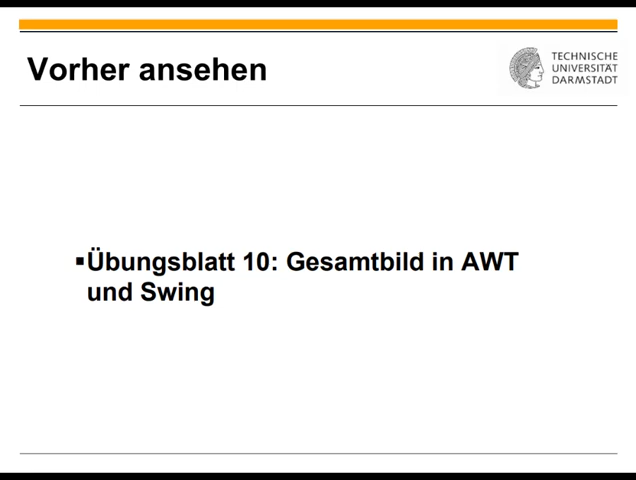 Vorher ansehen
TECHNISCHE
UNIVERSITÄT
DARMSTADT
▪Übungsblatt 10: Gesamtbild in AWT
und Swing